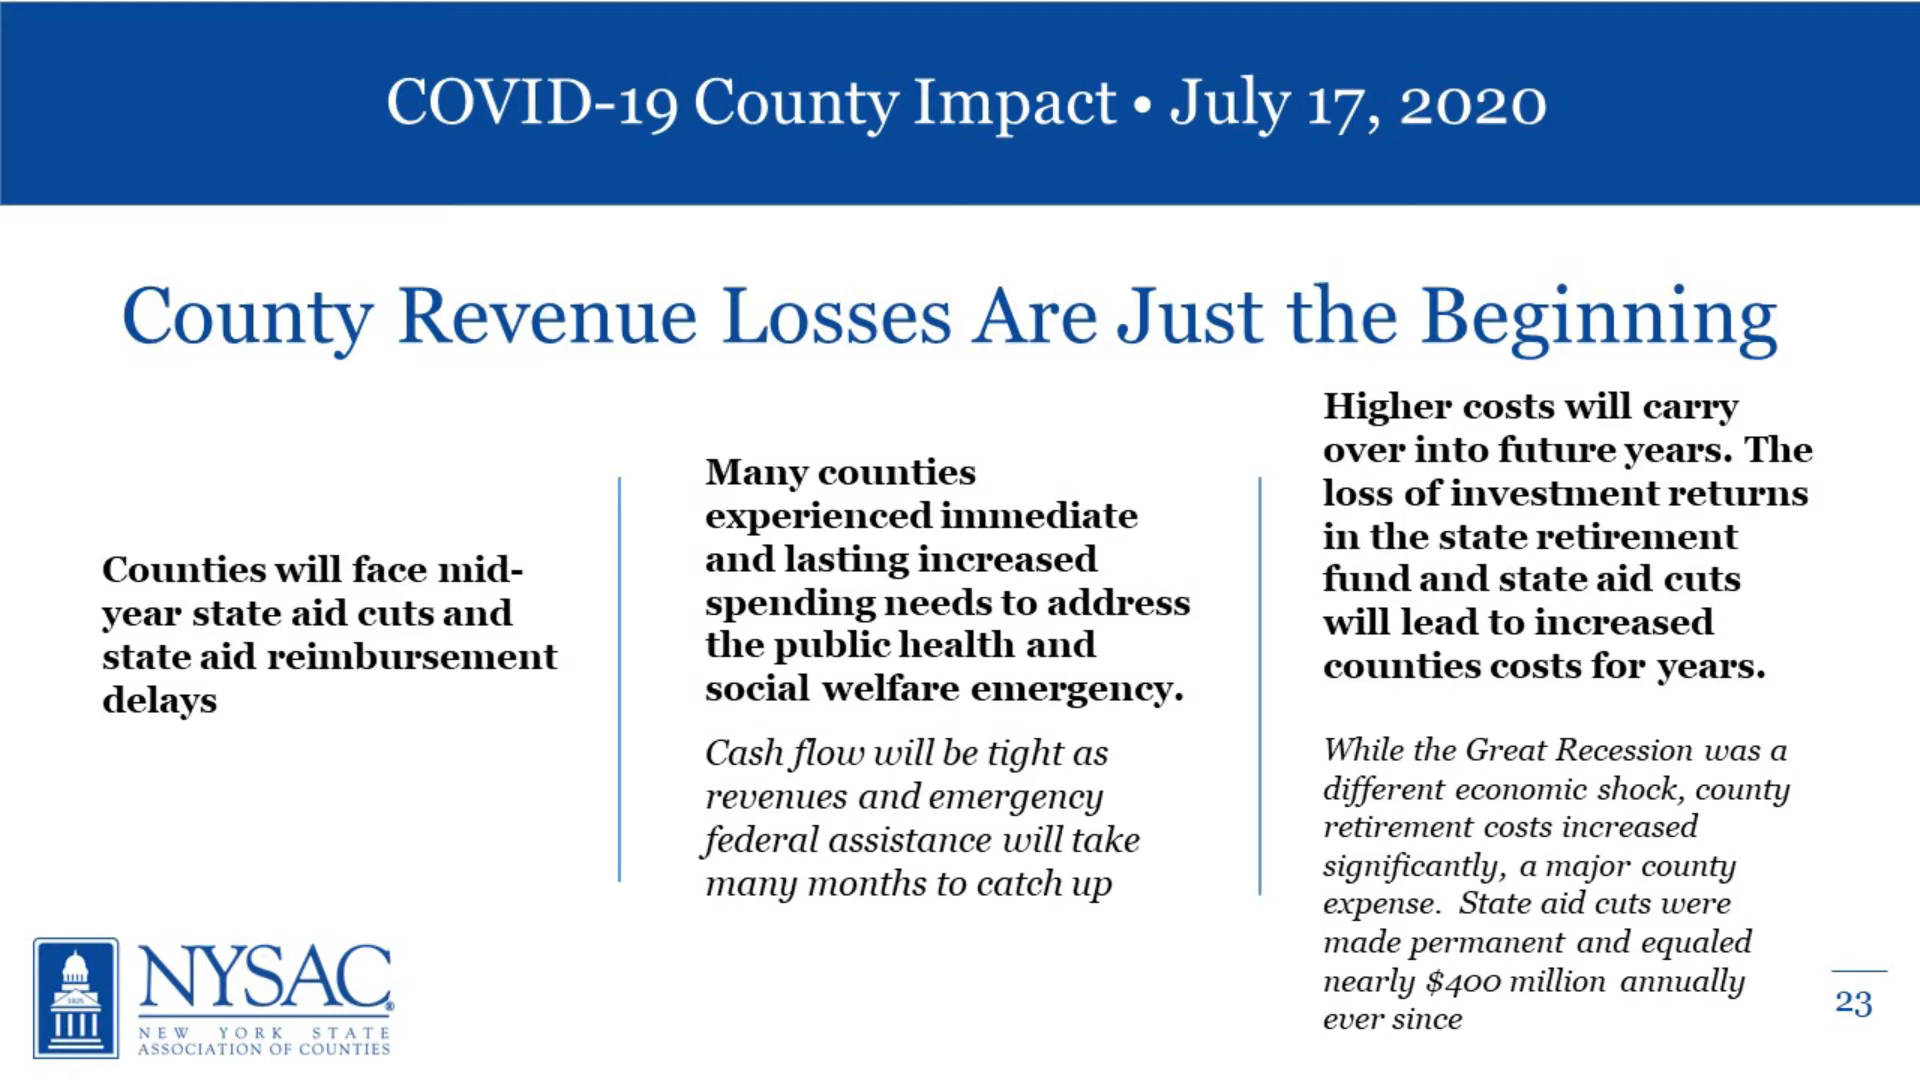 COVID-19 County Impact • July 17, 2020
County Revenue Losses Are Just the Beginning
Counties will face mid-
year state aid cuts and
state aid reimbursement
delays
Many counties
experienced immediate
and lasting increased
spending needs to address
the public health and
social welfare emergency.
Cash flow will be tight as
revenues and emergency
federal assistance will take
many months to catch up
Higher costs will carry
over into future years. The
loss of investment returns
in the state retirement
fund and state aid cuts
will lead to increased
counties costs for years.
While the Great Recession was a
different economic shock, county
retirement costs increased
significantly, a major county
expense. State aid cuts were
made permanent and equaled
nearly $400 million annually
ever since
1925
NYSAC®
NEW YORK STATE
ASSOCIATION OF COUNTIES
23